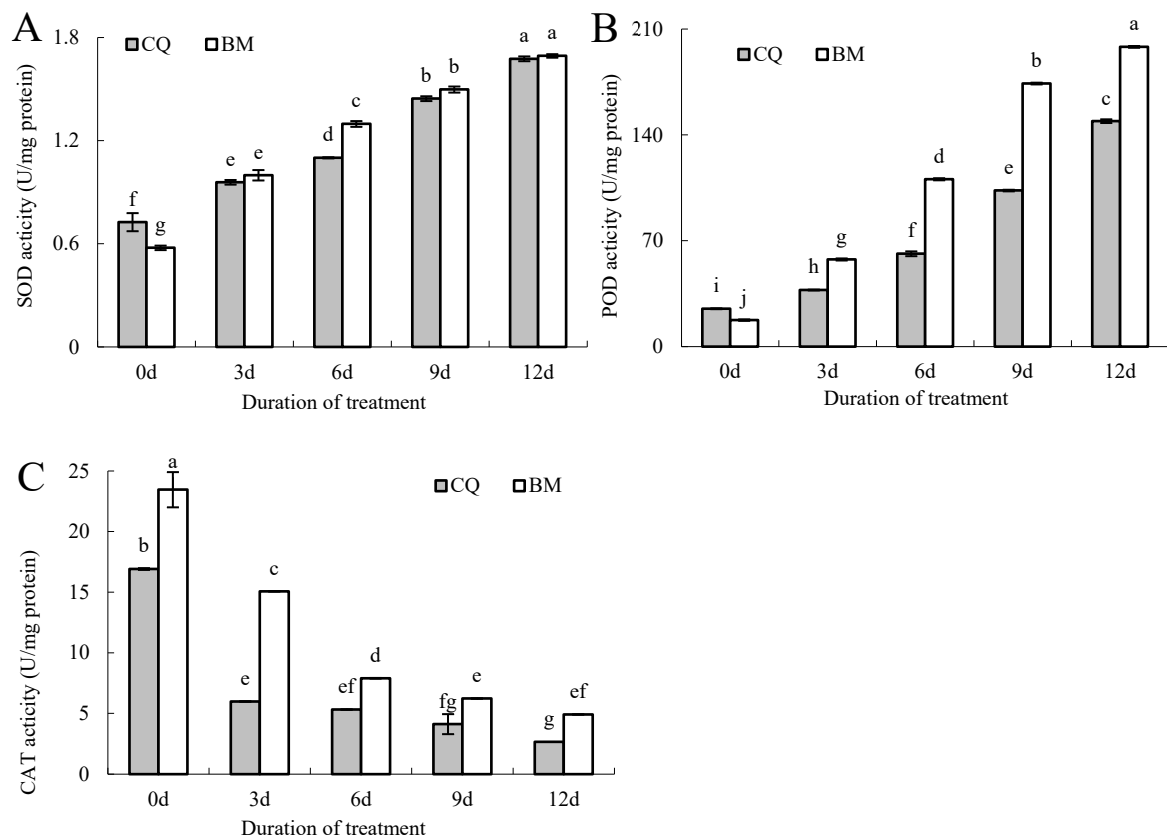 A
SOD acticity (U/mg protein)
1.8
1.2
0.6
0
CQ BM
f g e e d c b b a a
0d 3d 6d 9d 12d
Duration of treatment
B
POD acticity (U/mg protein)
210
140
70
0
CQ BM
i j h g f d e b c a
0d 3d 6d 9d 12d
Duration of treatment
C
CAT acticity (U/mg protein)
25
20
15
10
5
0
CQ BM
b a e c ef d fg e g ef
0d 3d 6d 9d 12d
Duration of treatment